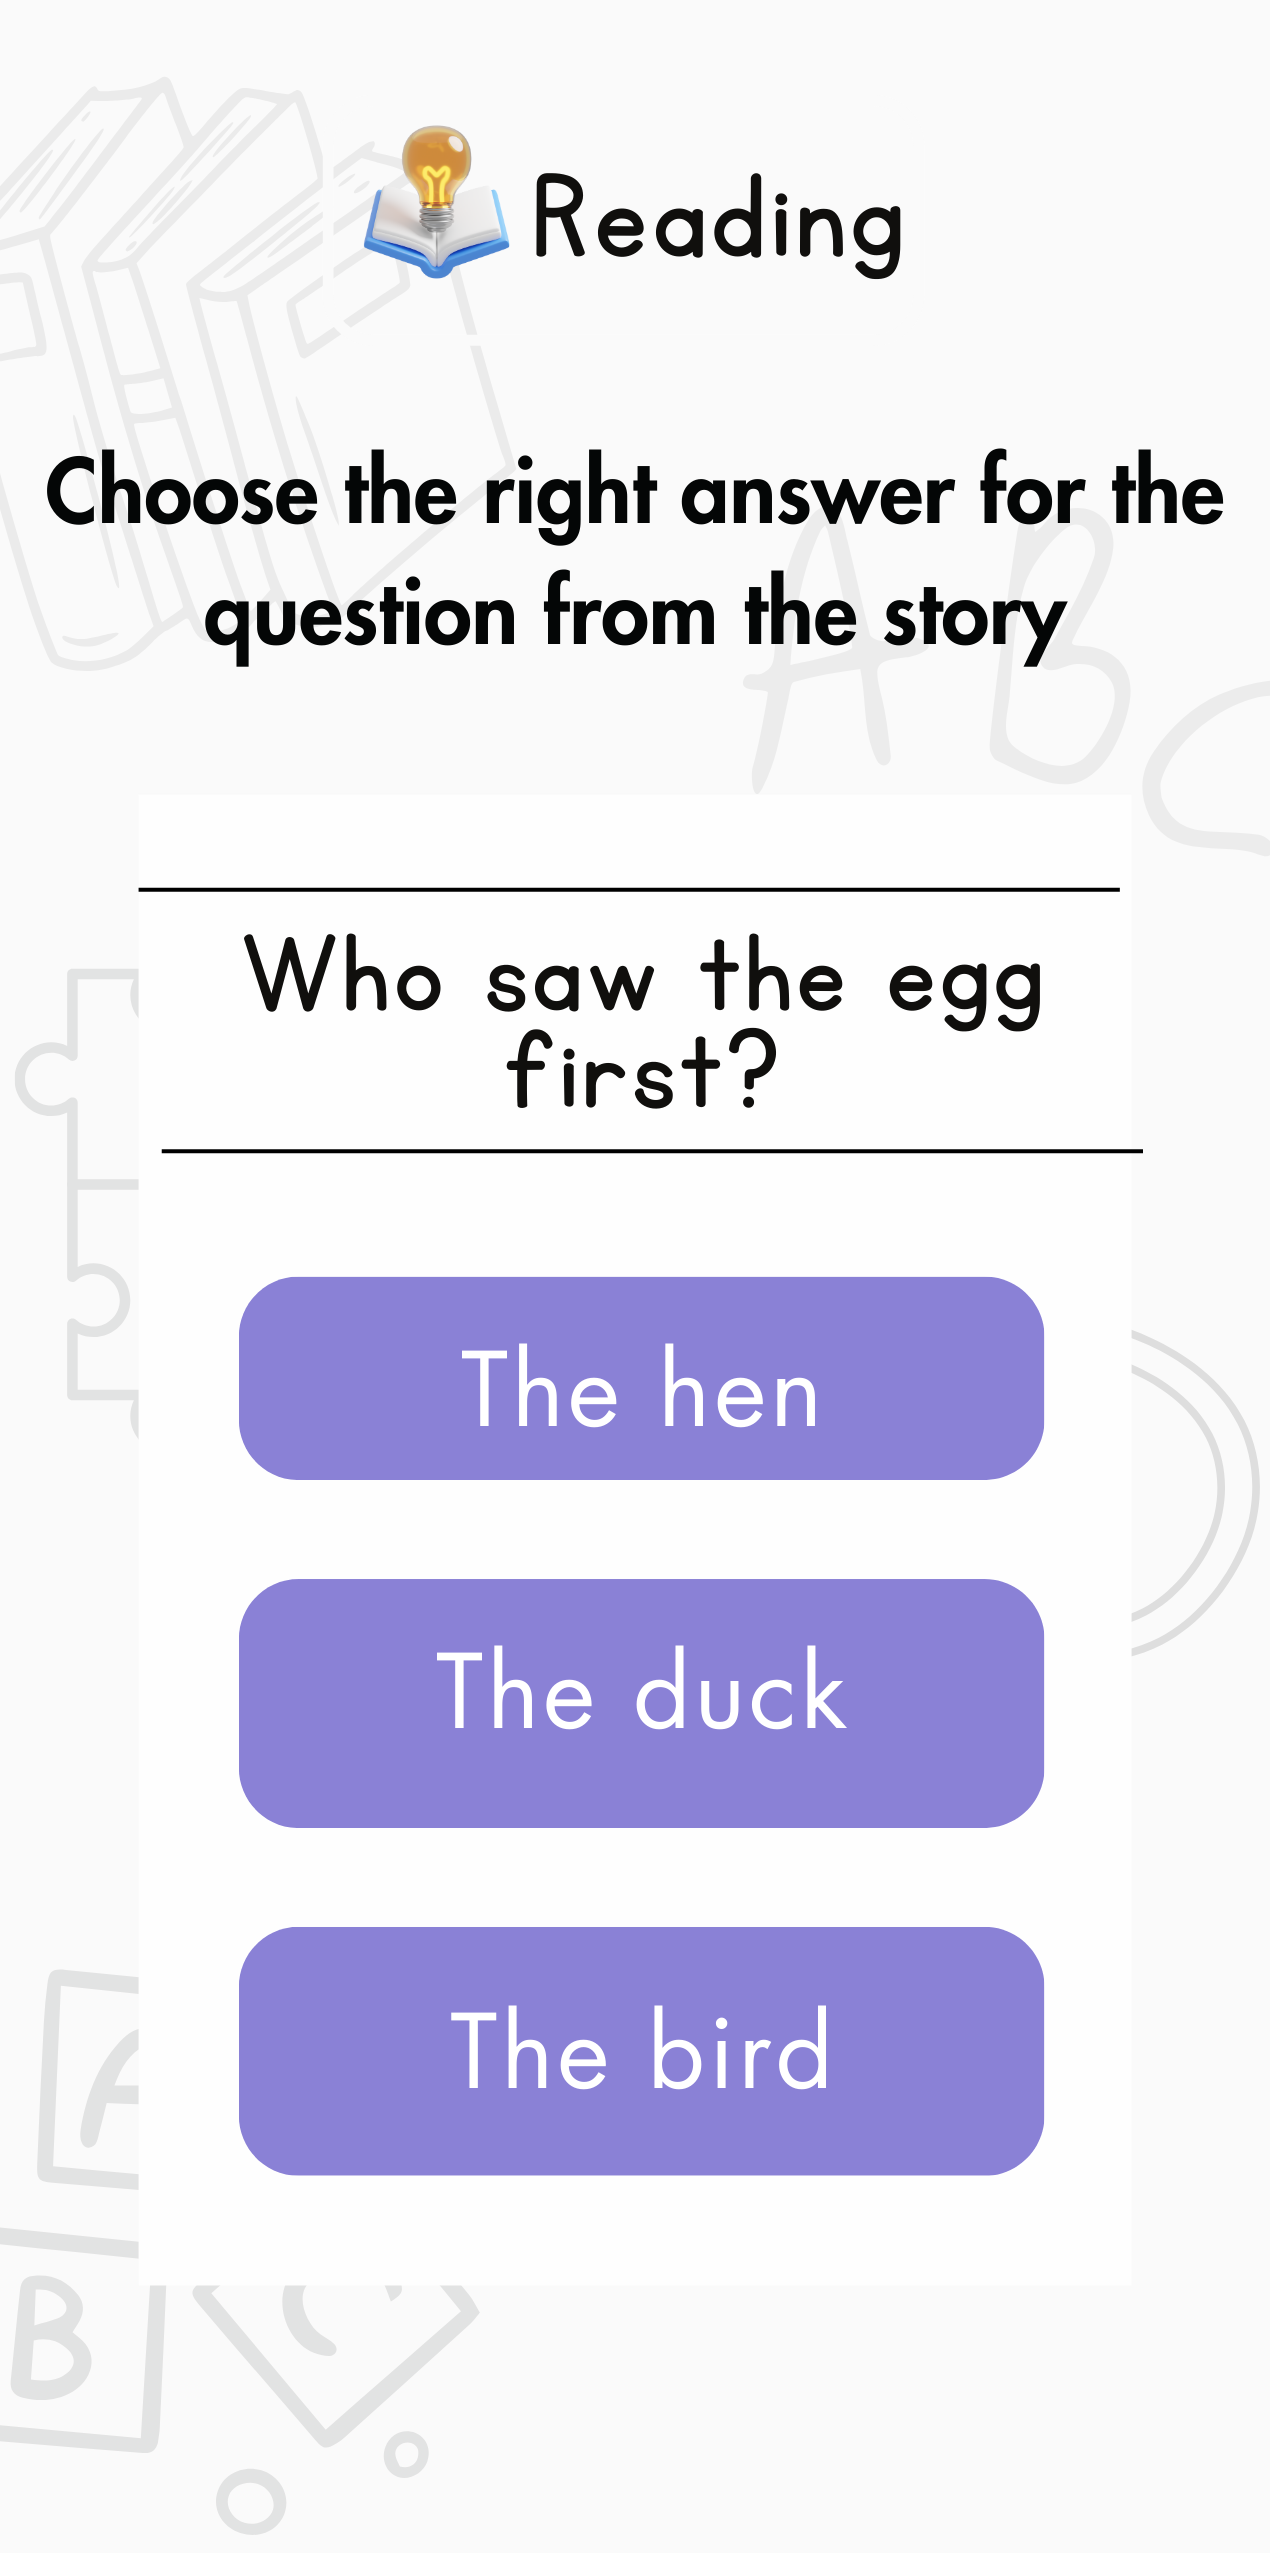 Reading
Choose the right answer for the
question from the story
Who saw the egg
first?
The hen
The duck
The bird
A B
A
B